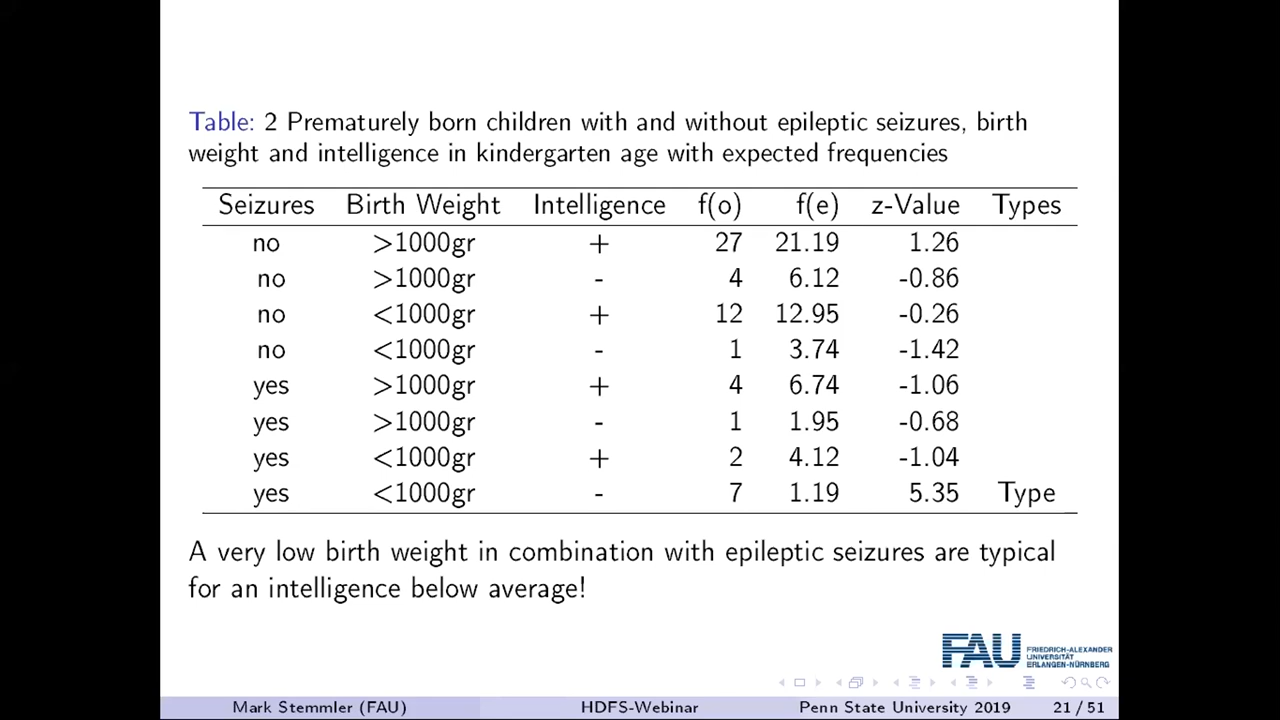 Table: 2 Prematurely born children with and without epileptic seizures, birth
weight and intelligence in kindergarten age with expected frequencies
Seizures Birth Weight Intelligence f(o) f(e) z-Value Types
no >1000gr + 27 21.19 1.26
no >1000gr - 4 6.12 -0.86
no <1000gr + 12 12.95 -0.26
no <1000gr - 1 3.74 -1.42
yes >1000gr + 4 6.74 -1.06
yes >1000gr - 1 1.95 -0.68
yes <1000gr + 2 4.12 -1.04
yes <1000gr - 7 1.19 5.35 Type
A very low birth weight in combination with epileptic seizures are typical
for an intelligence below average!
FAU FRIEDRICH-ALEXANDER
UNIVERSITÄT
ERLANGEN-NÜRNBERG
Mark Stemmler (FAU) HDFS-Webinar Penn State University 2019 21 / 51